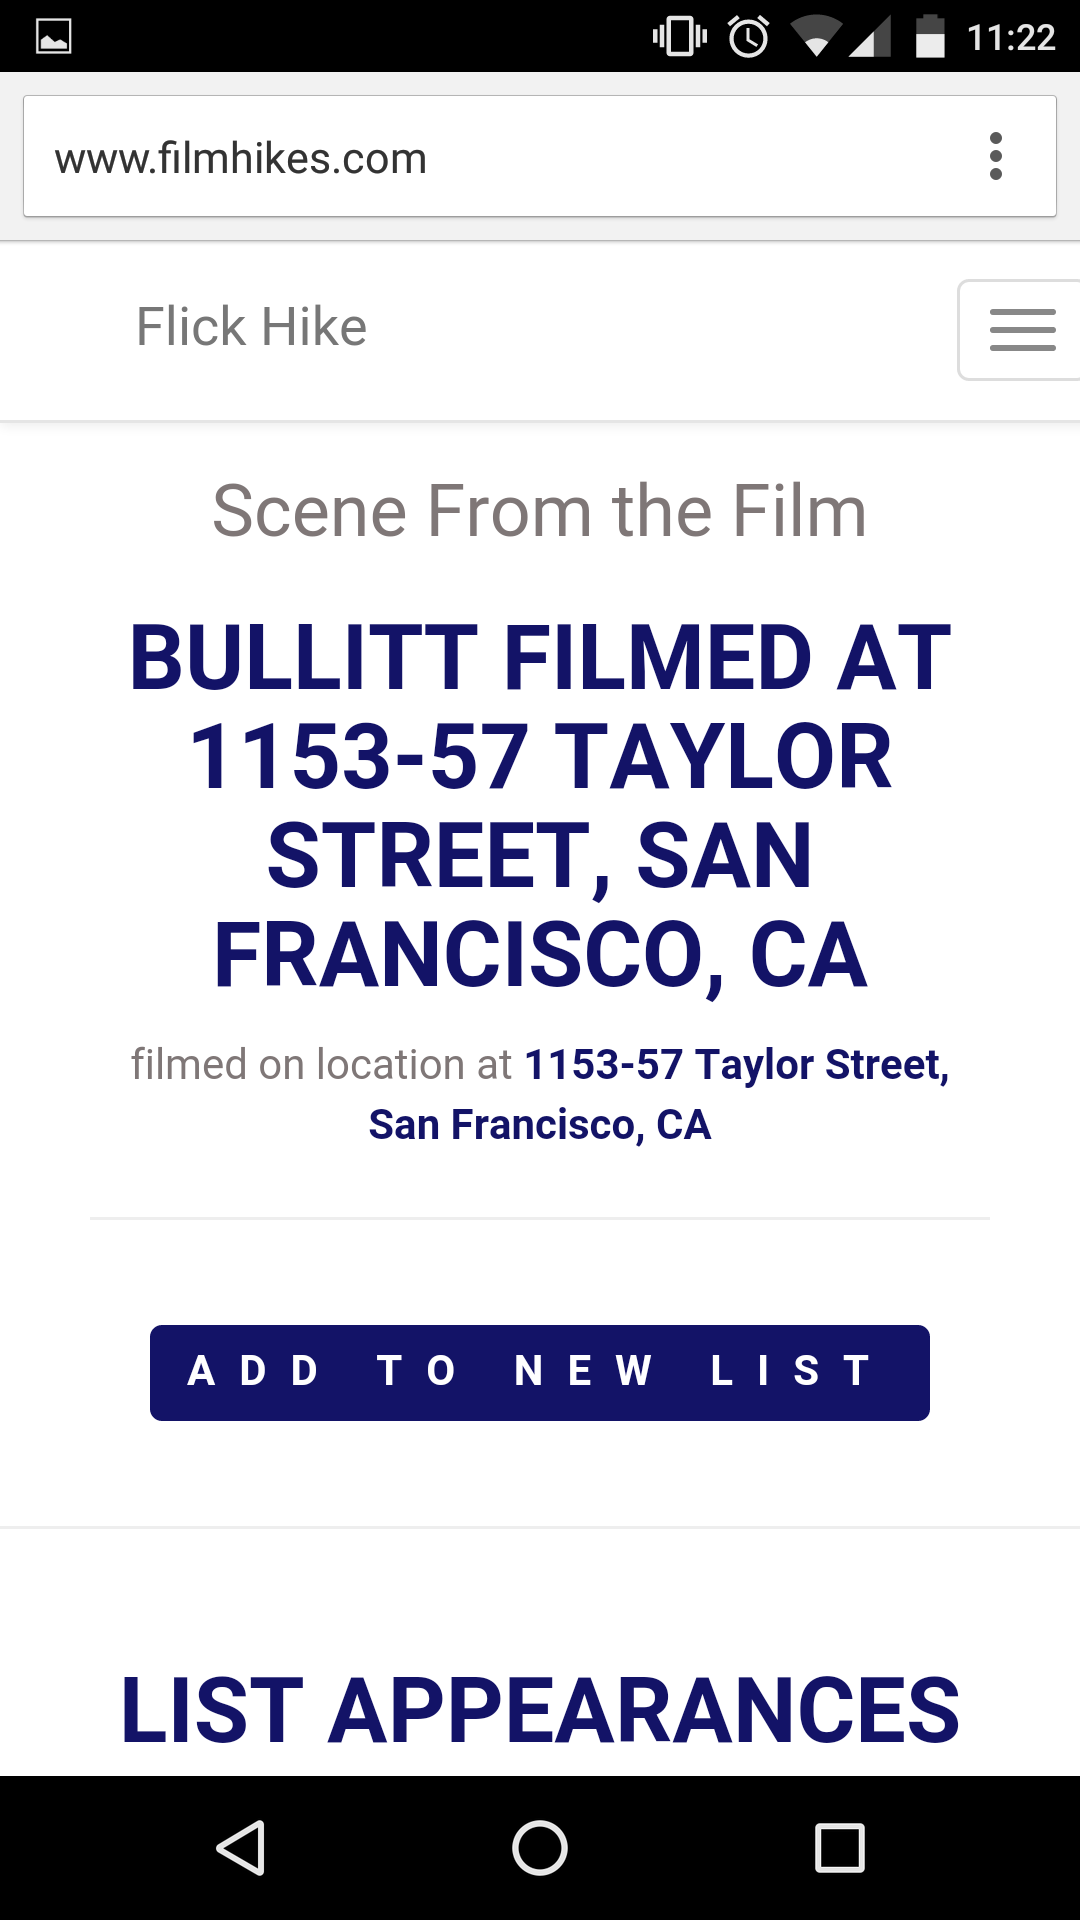 11:22
www.filmhikes.com
Flick Hike
Scene From the Film
BULLITT FILMED AT
1153-57 TAYLOR
STREET, SAN
FRANCISCO, CA
filmed on location at 1153-57 Taylor Street,
San Francisco, CA
ADD TO NEW LIST
LIST APPEARANCES